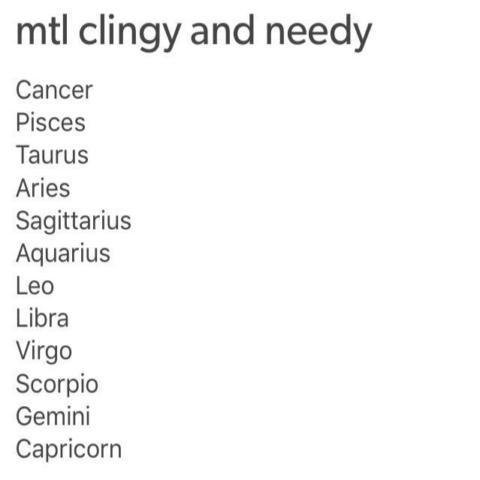 mtl clingy and needy
Cancer
Pisces
Taurus
Aries
Sagittarius
Aquarius
Leo
Libra
Virgo
Scorpio
Gemini
Capricorn